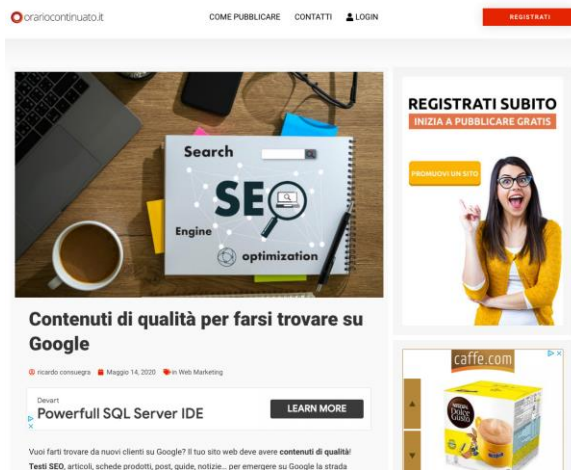 orariocontinuato.it
COME PUBBLICARE CONTATTI LOGIN
REGISTRATI
Search
SEO
Engine
optimization
REGISTRATI SUBITO
INIZIA A PUBBLICARE GRATIS
PROMUOVI UN SITO
Contenuti di qualità per farsi trovare su
Google
ricardo consuegra Maggio 14, 2020 in Web Marketing
Devart
Powerfull SQL Server IDE
LEARN MORE
caffe.com
NESCAFÉ
Dolce
Gusto
Vuoi farti trovare da nuovi clienti su Google? Il tuo sito web deve avere contenuti di qualità!
Testi SEO, articoli, schede prodotti, post, guide, notizie... per emergere su Google la strada